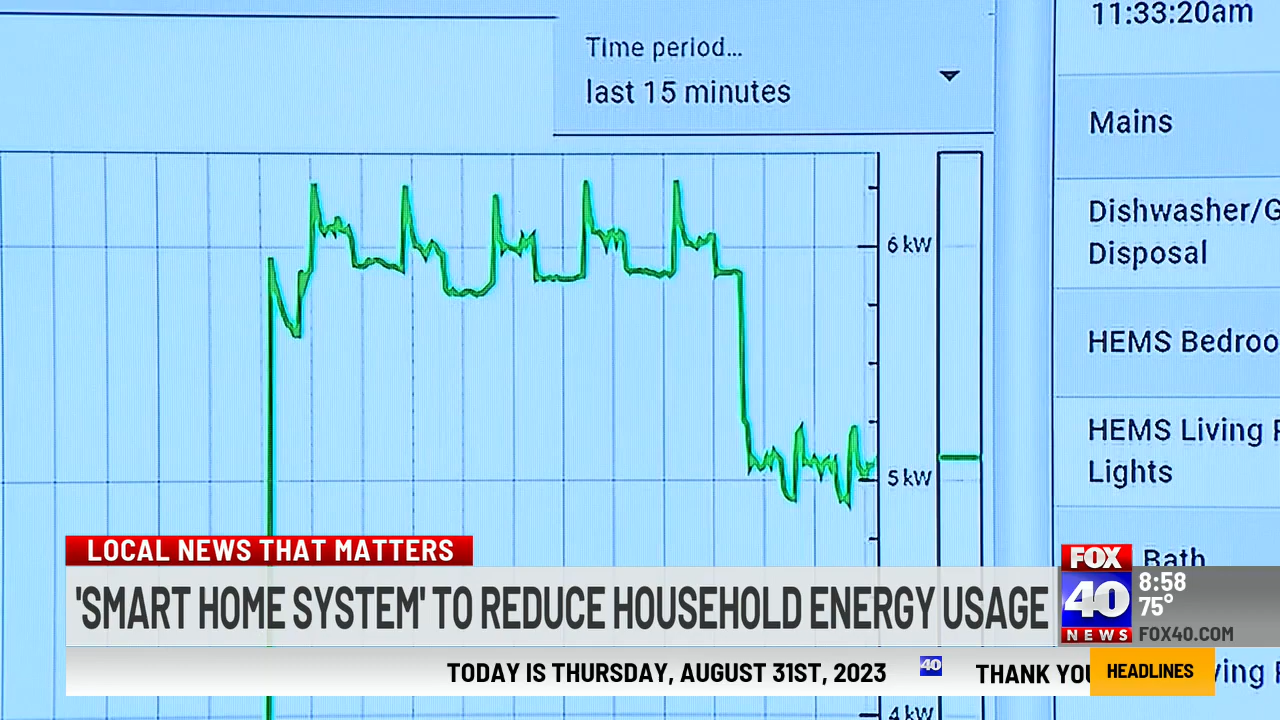 11:33:20am
Time period...
last 15 minutes
Mains
Dishwasher/G
Disposal
6 kW
HEMS Bedroo
HEMS Living
Lights
5 kW
LOCAL NEWS THAT MATTERS
Bath
'SMART HOME SYSTEM' TO REDUCE HOUSEHOLD ENERGY USAGE
FOX
40
NEWS
8:58
75°
FOX40.COM
TODAY IS THURSDAY, AUGUST 31ST, 2023
40
THANK YOU
HEADLINES
4 kW